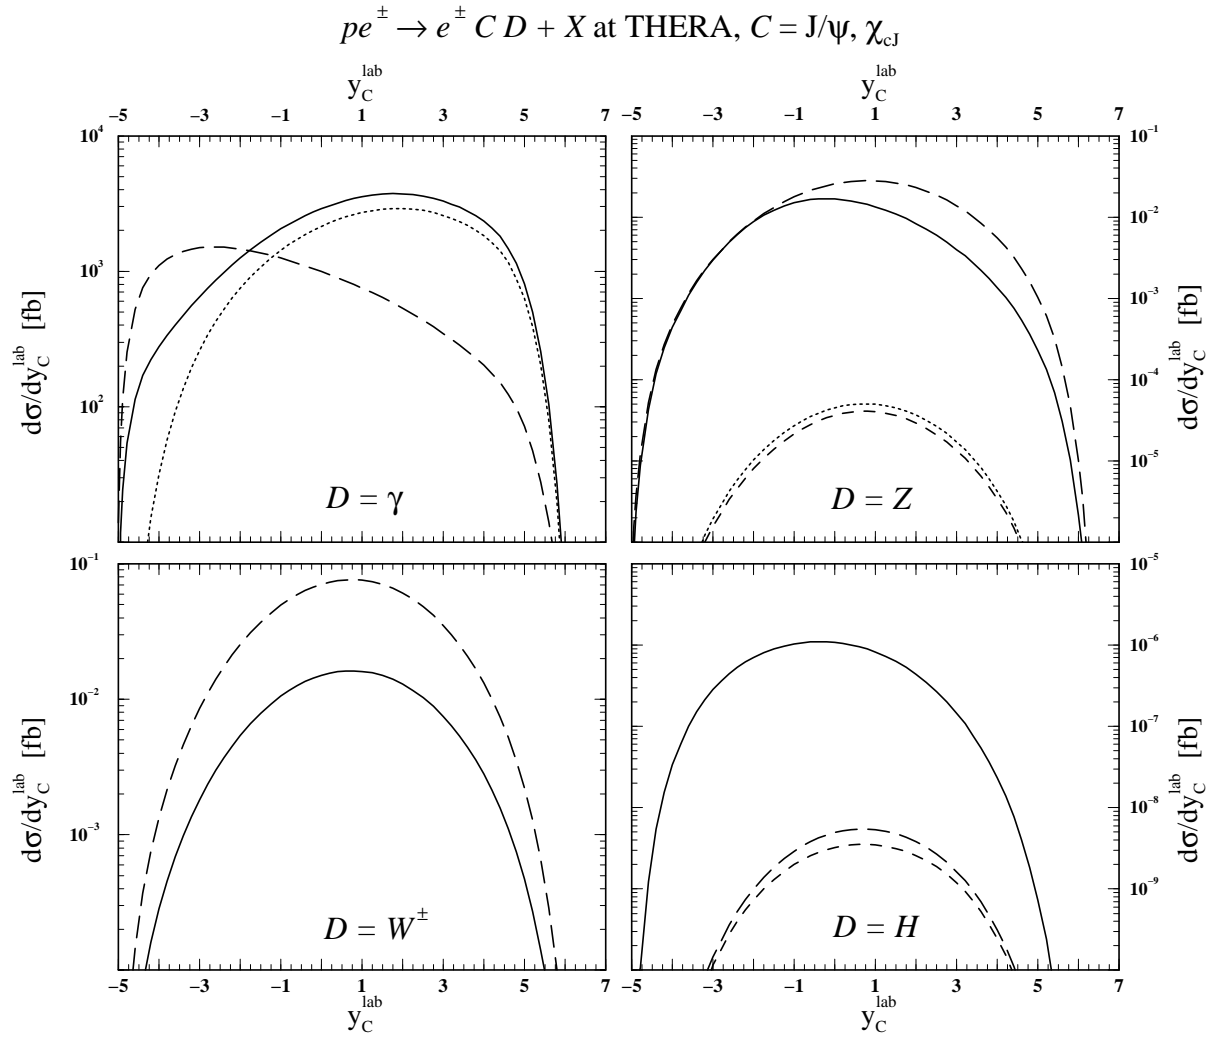 pe± → e± C D + X at THERA, C = J/ψ, χcJ
y_C^lab y_C^lab
−5 −3 −1 1 3 5 7 −5 −3 −1 1 3 5 7
10^4 10^−1
10^−2
10^3
10^−3
dσ/dy_C^lab [fb] dσ/dy_C^lab [fb]
10^−4
10^2
10^−5
D = γ D = Z
10^−1 10^−5
10^−6
10^−2
10^−7
dσ/dy_C^lab [fb] dσ/dy_C^lab [fb]
10^−8
10^−3
10^−9
D = W± D = H
−5 −3 −1 1 3 5 7 −5 −3 −1 1 3 5 7
y_C^lab y_C^lab